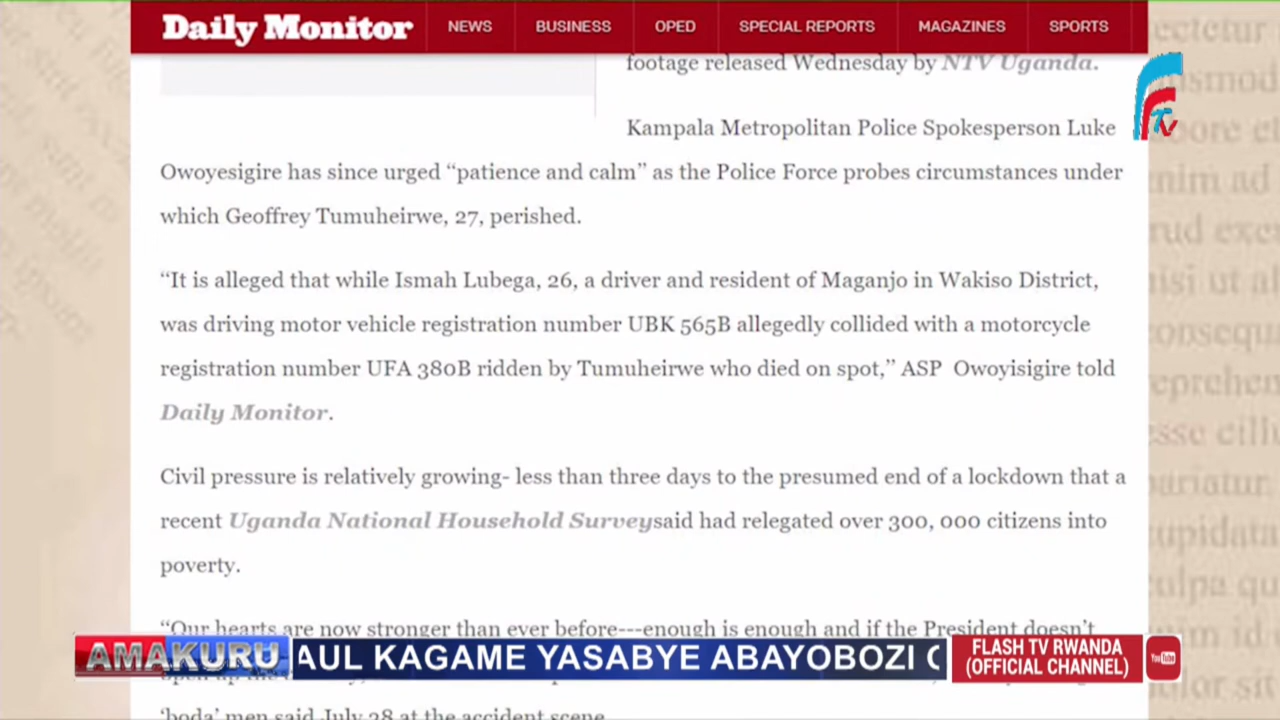 Daily Monitor NEWS BUSINESS OPED SPECIAL REPORTS MAGAZINES SPORTS
footage released Wednesday by NTV Uganda.
Kampala Metropolitan Police Spokesperson Luke
Owoyesigire has since urged “patience and calm” as the Police Force probes circumstances under
which Geoffrey Tumuheirwe, 27, perished.
“It is alleged that while Ismah Lubega, 26, a driver and resident of Maganjo in Wakiso District,
was driving motor vehicle registration number UBK 565B allegedly collided with a motorcycle
registration number UFA 380B ridden by Tumuheirwe who died on spot,” ASP Owoyisigire told
Daily Monitor.
Civil pressure is relatively growing- less than three days to the presumed end of a lockdown that a
recent Uganda National Household Surveysaid had relegated over 300, 000 citizens into
poverty.
“Our hearts are now stronger than ever before---enough is enough and if the President doesn’t
‘boda’ men said July 28 at the accident scene
AMAKURU
AUL KAGAME YASABYE ABAYOBOZI
FLASH TV RWANDA
(OFFICIAL CHANNEL)
You Tube
TV